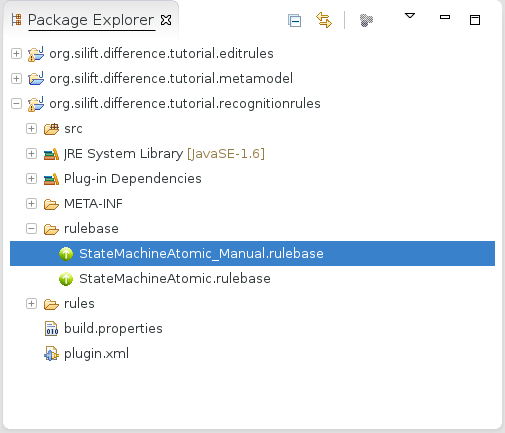 Package Explorer
org.silift.difference.tutorial.editrules
org.silift.difference.tutorial.metamodel
org.silift.difference.tutorial.recognitionrules
src
JRE System Library [JavaSE-1.6]
Plug-in Dependencies
META-INF
rulebase
StateMachineAtomic_Manual.rulebase
StateMachineAtomic.rulebase
rules
build.properties
plugin.xml